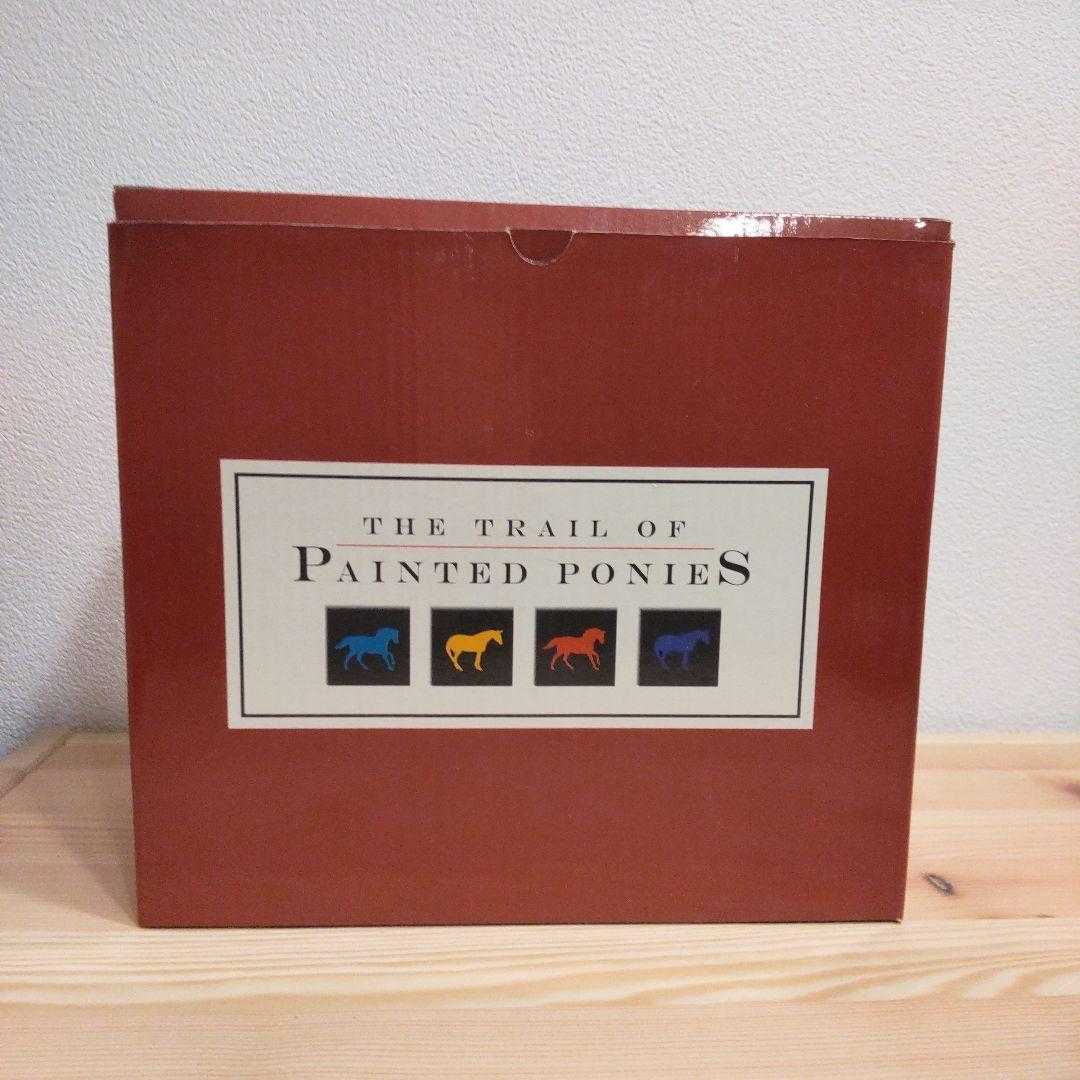 THE TRAIL OF
PAINTED PONIES